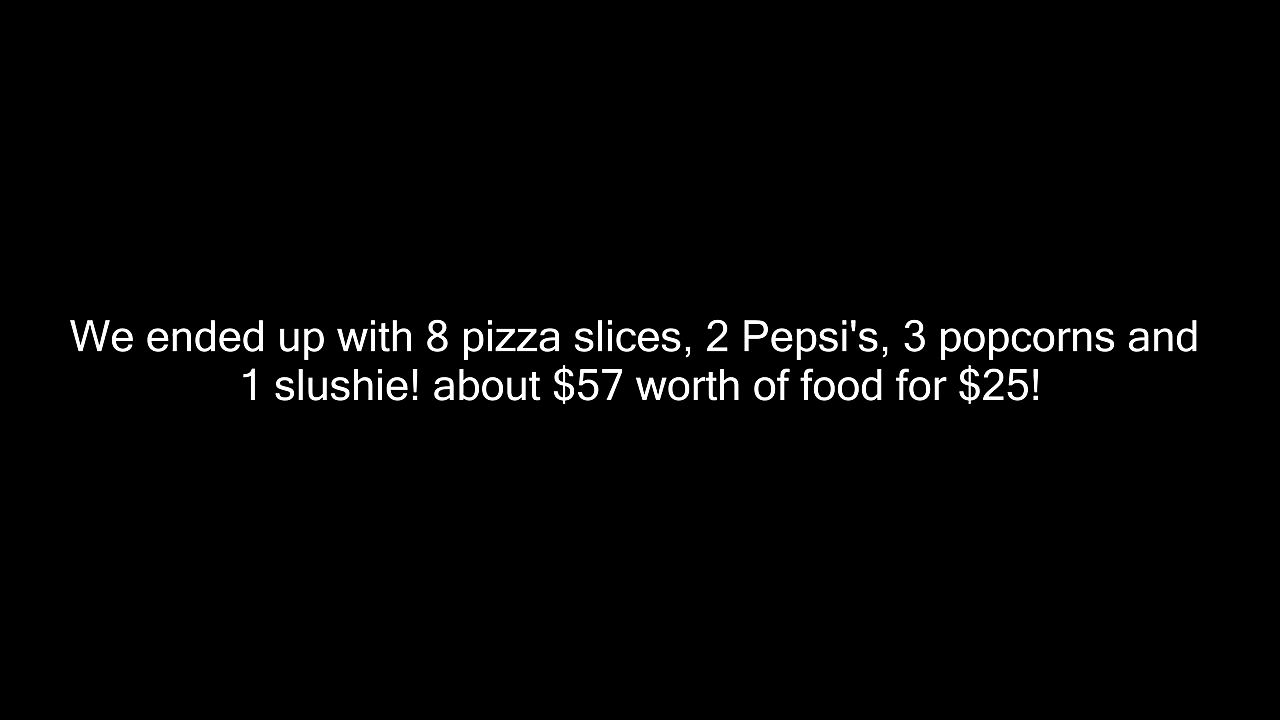 We ended up with 8 pizza slices, 2 Pepsi's, 3 popcorns and
1 slushie! about $57 worth of food for $25!